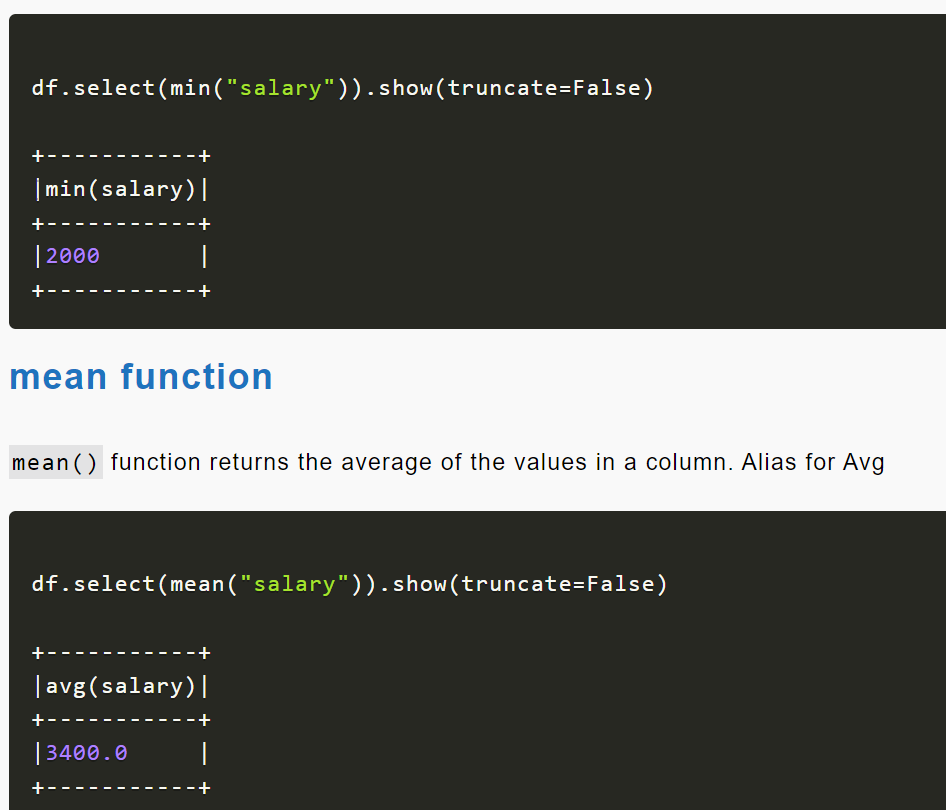 df.select(min("salary")).show(truncate=False)
+-----------+
|min(salary)|
+-----------+
|2000       |
+-----------+
mean function
mean() function returns the average of the values in a column. Alias for Avg
df.select(mean("salary")).show(truncate=False)
+-----------+
|avg(salary)|
+-----------+
|3400.0     |
+-----------+